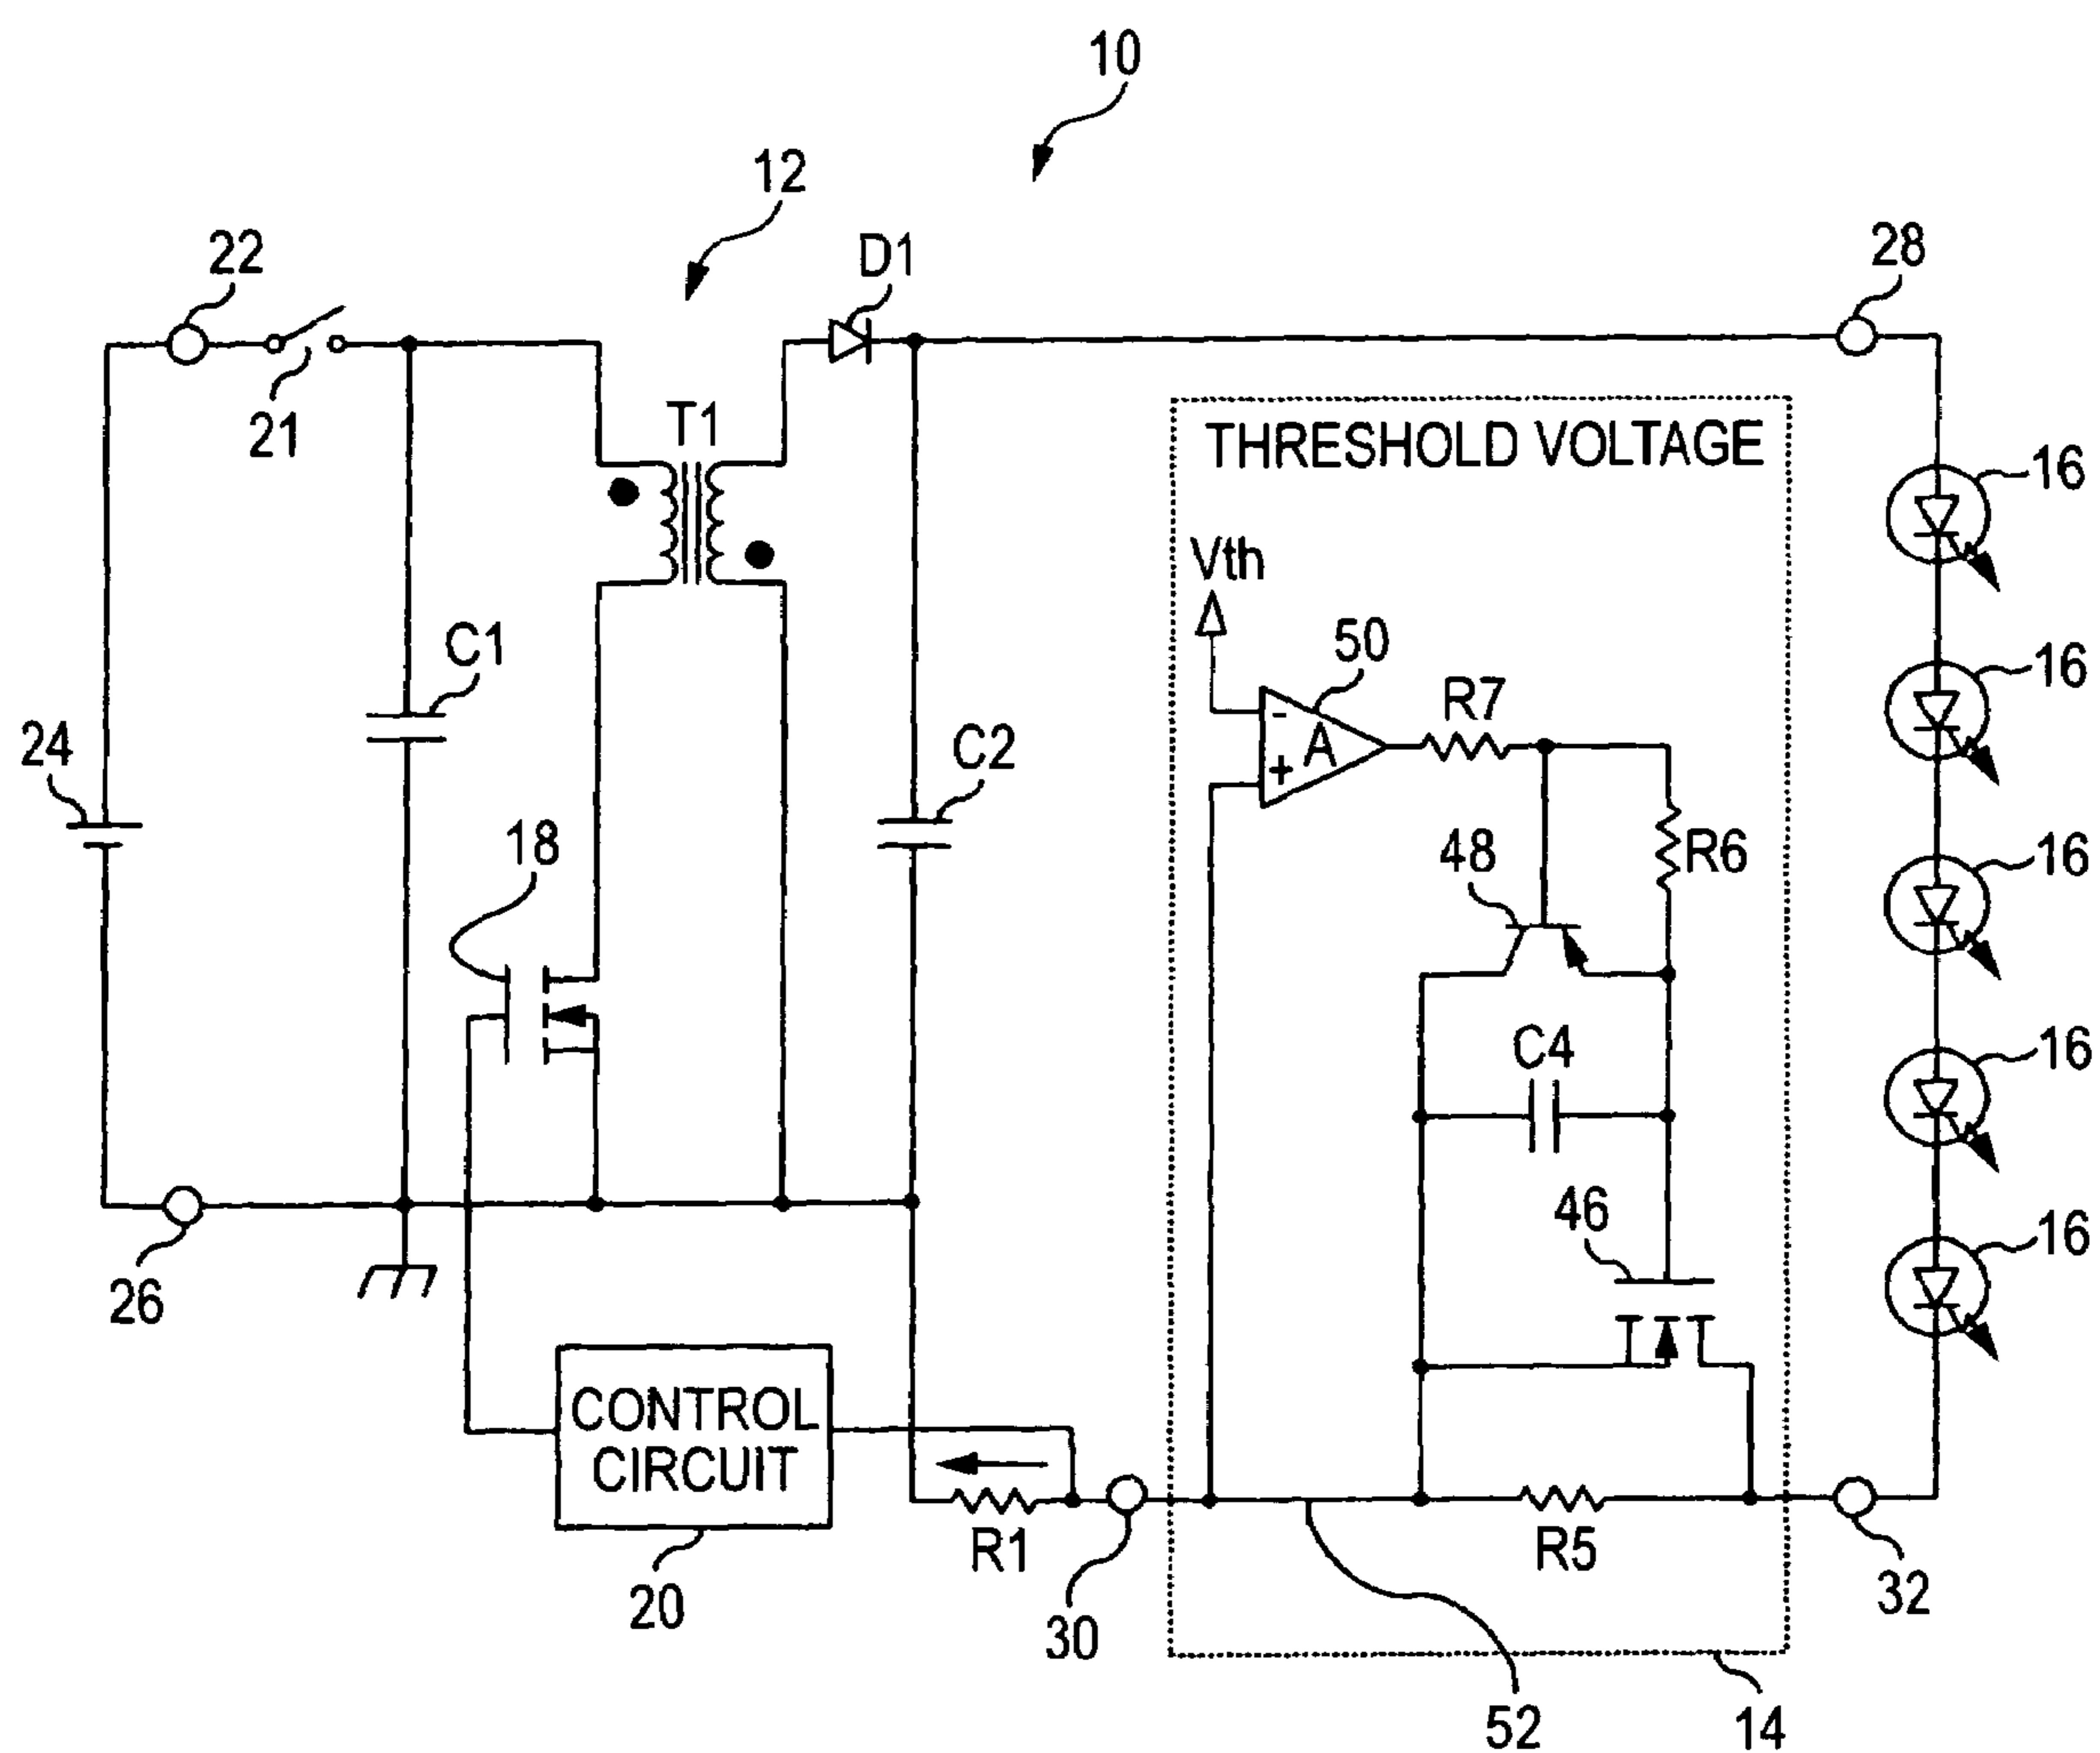 10
12
22
D1
28
21
T1
THRESHOLD VOLTAGE
16
Vth
50
C1
R7
16
24
C2
-
A
+
18
48
R6
16
C4
16
46
26
16
CONTROL
CIRCUIT
R1
R5
20
30
32
52
14